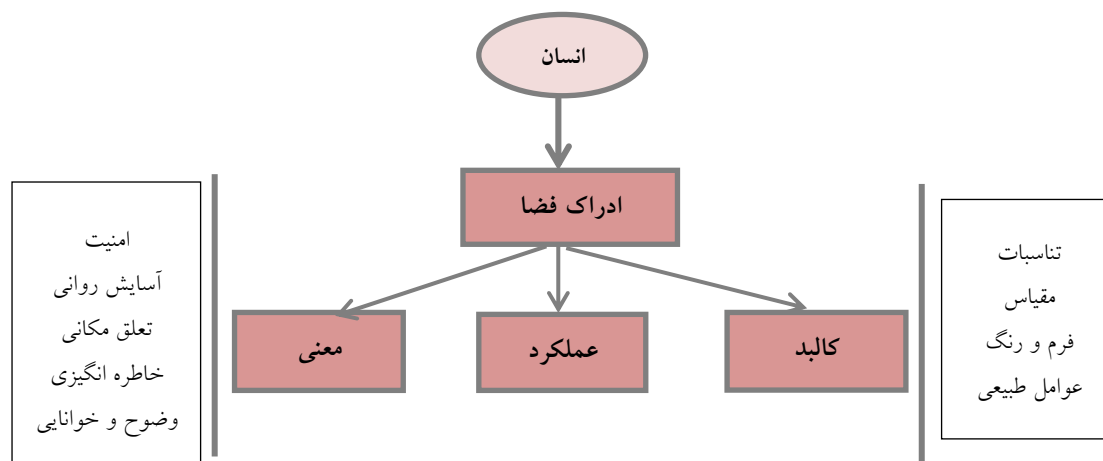 انسان
ادراک فضا
کالبد
عملکرد
معنی
تناسبات
مقیاس
فرم و رنگ
عوامل طبیعی
امنیت
آسایش روانی
تعلق مکانی
خاطره انگیزی
وضوح و خوانایی